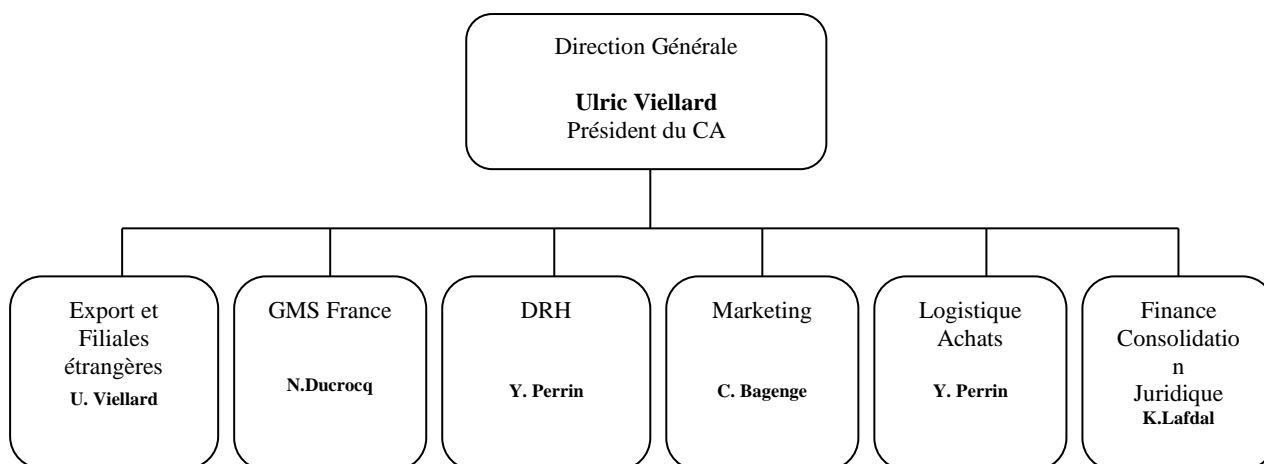 Direction Générale
Ulric Viellard
Président du CA
Export et
Filiales
étrangères
U. Viellard
GMS France
N.Ducrocq
DRH
Y. Perrin
Marketing
C. Bagenge
Logistique
Achats
Y. Perrin
Finance
Consolidatio
n
Juridique
K.Lafdal